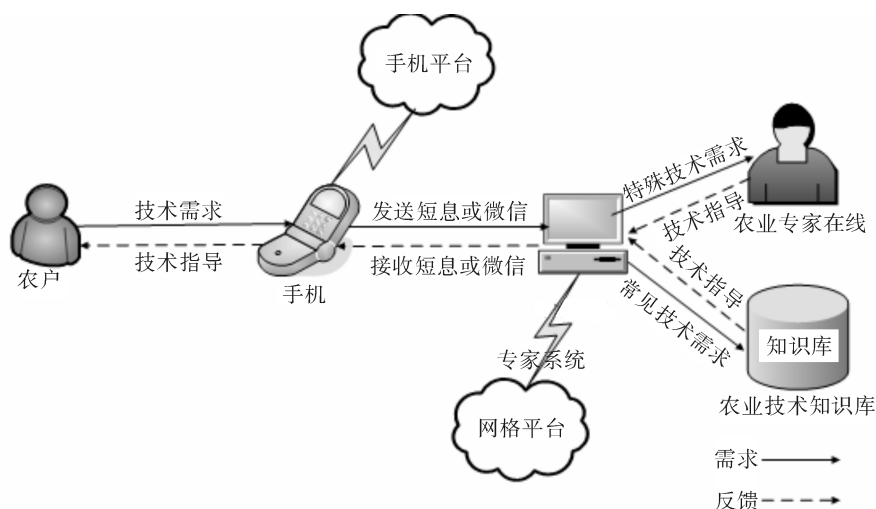 手机平台
技术需求
技术指导
农户
手机
发送短息或微信
接收短息或微信
特殊技术需求
技术指导
农业专家在线
技术指导
常见技术需求
知识库
农业技术知识库
专家系统
网格平台
需求
反馈